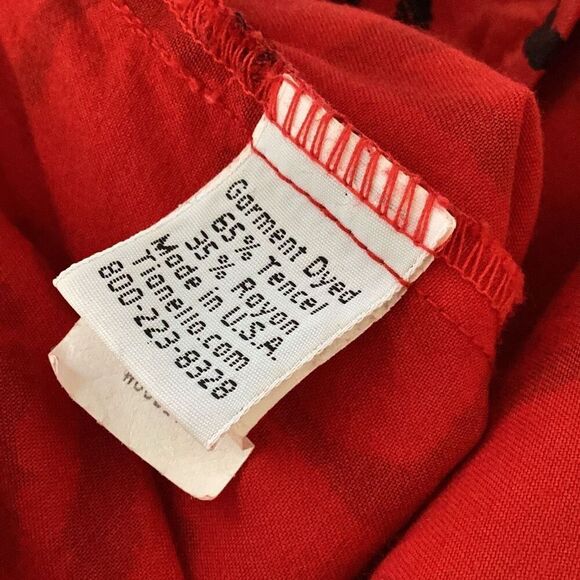 Garment Dyed
65% Tencel
35% Rayon
Made in U.S.A.
Tianello.com
800-223-8328